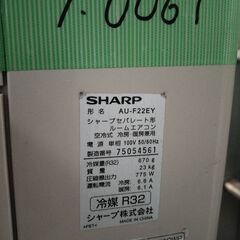 1.0061
SHARP
形名 AU-F22EY
シャープセパレート形
ルームエアコン
空冷式 冷房・暖房兼用
電源 単相 100V 50/60Hz
製造番号 75054561
冷媒量(R32) 670 g
質量 23 kg
圧縮機出力 775 W
運転電流 冷房: 6.6 A
暖房: 6.1 A
冷媒 R32
シャープ株式会社
MADE IN CHINA